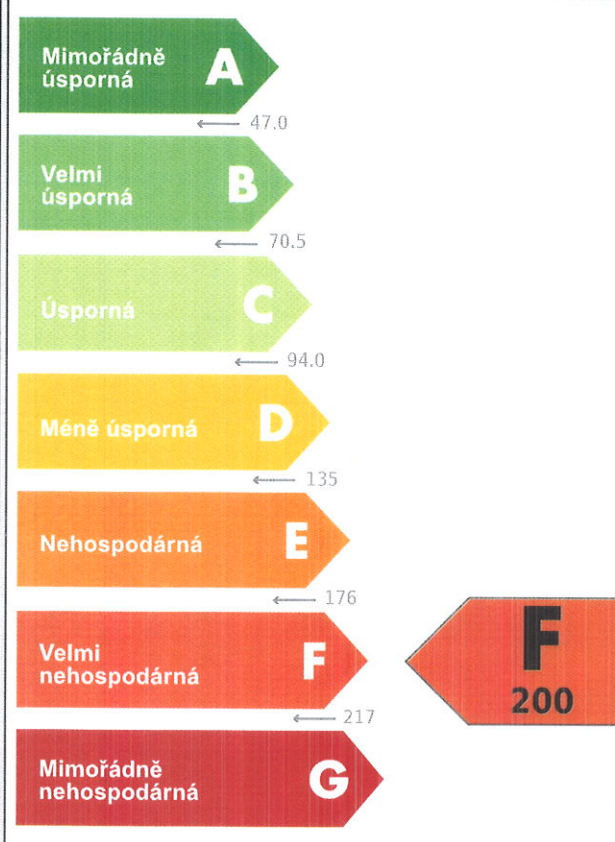 Mimořádně
úsporná
A
47.0
Velmi
úsporná
B
70.5
Úsporná
C
94.0
Méně úsporná
D
135
Nehospodárná
E
176
Velmi
nehospodárná
F
217
F
200
Mimořádně
nehospodárná
G